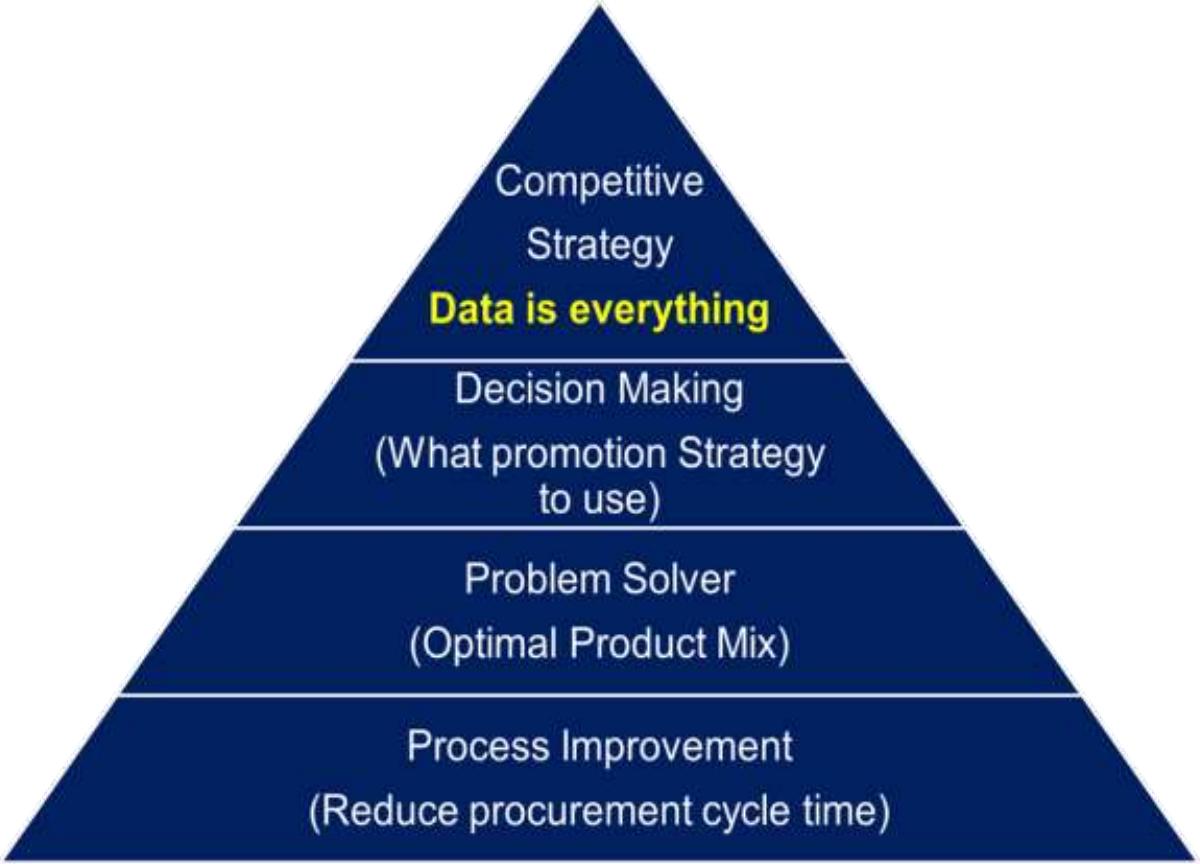 Competitive
Strategy
Data is everything
Decision Making
(What promotion Strategy
to use)
Problem Solver
(Optimal Product Mix)
Process Improvement
(Reduce procurement cycle time)